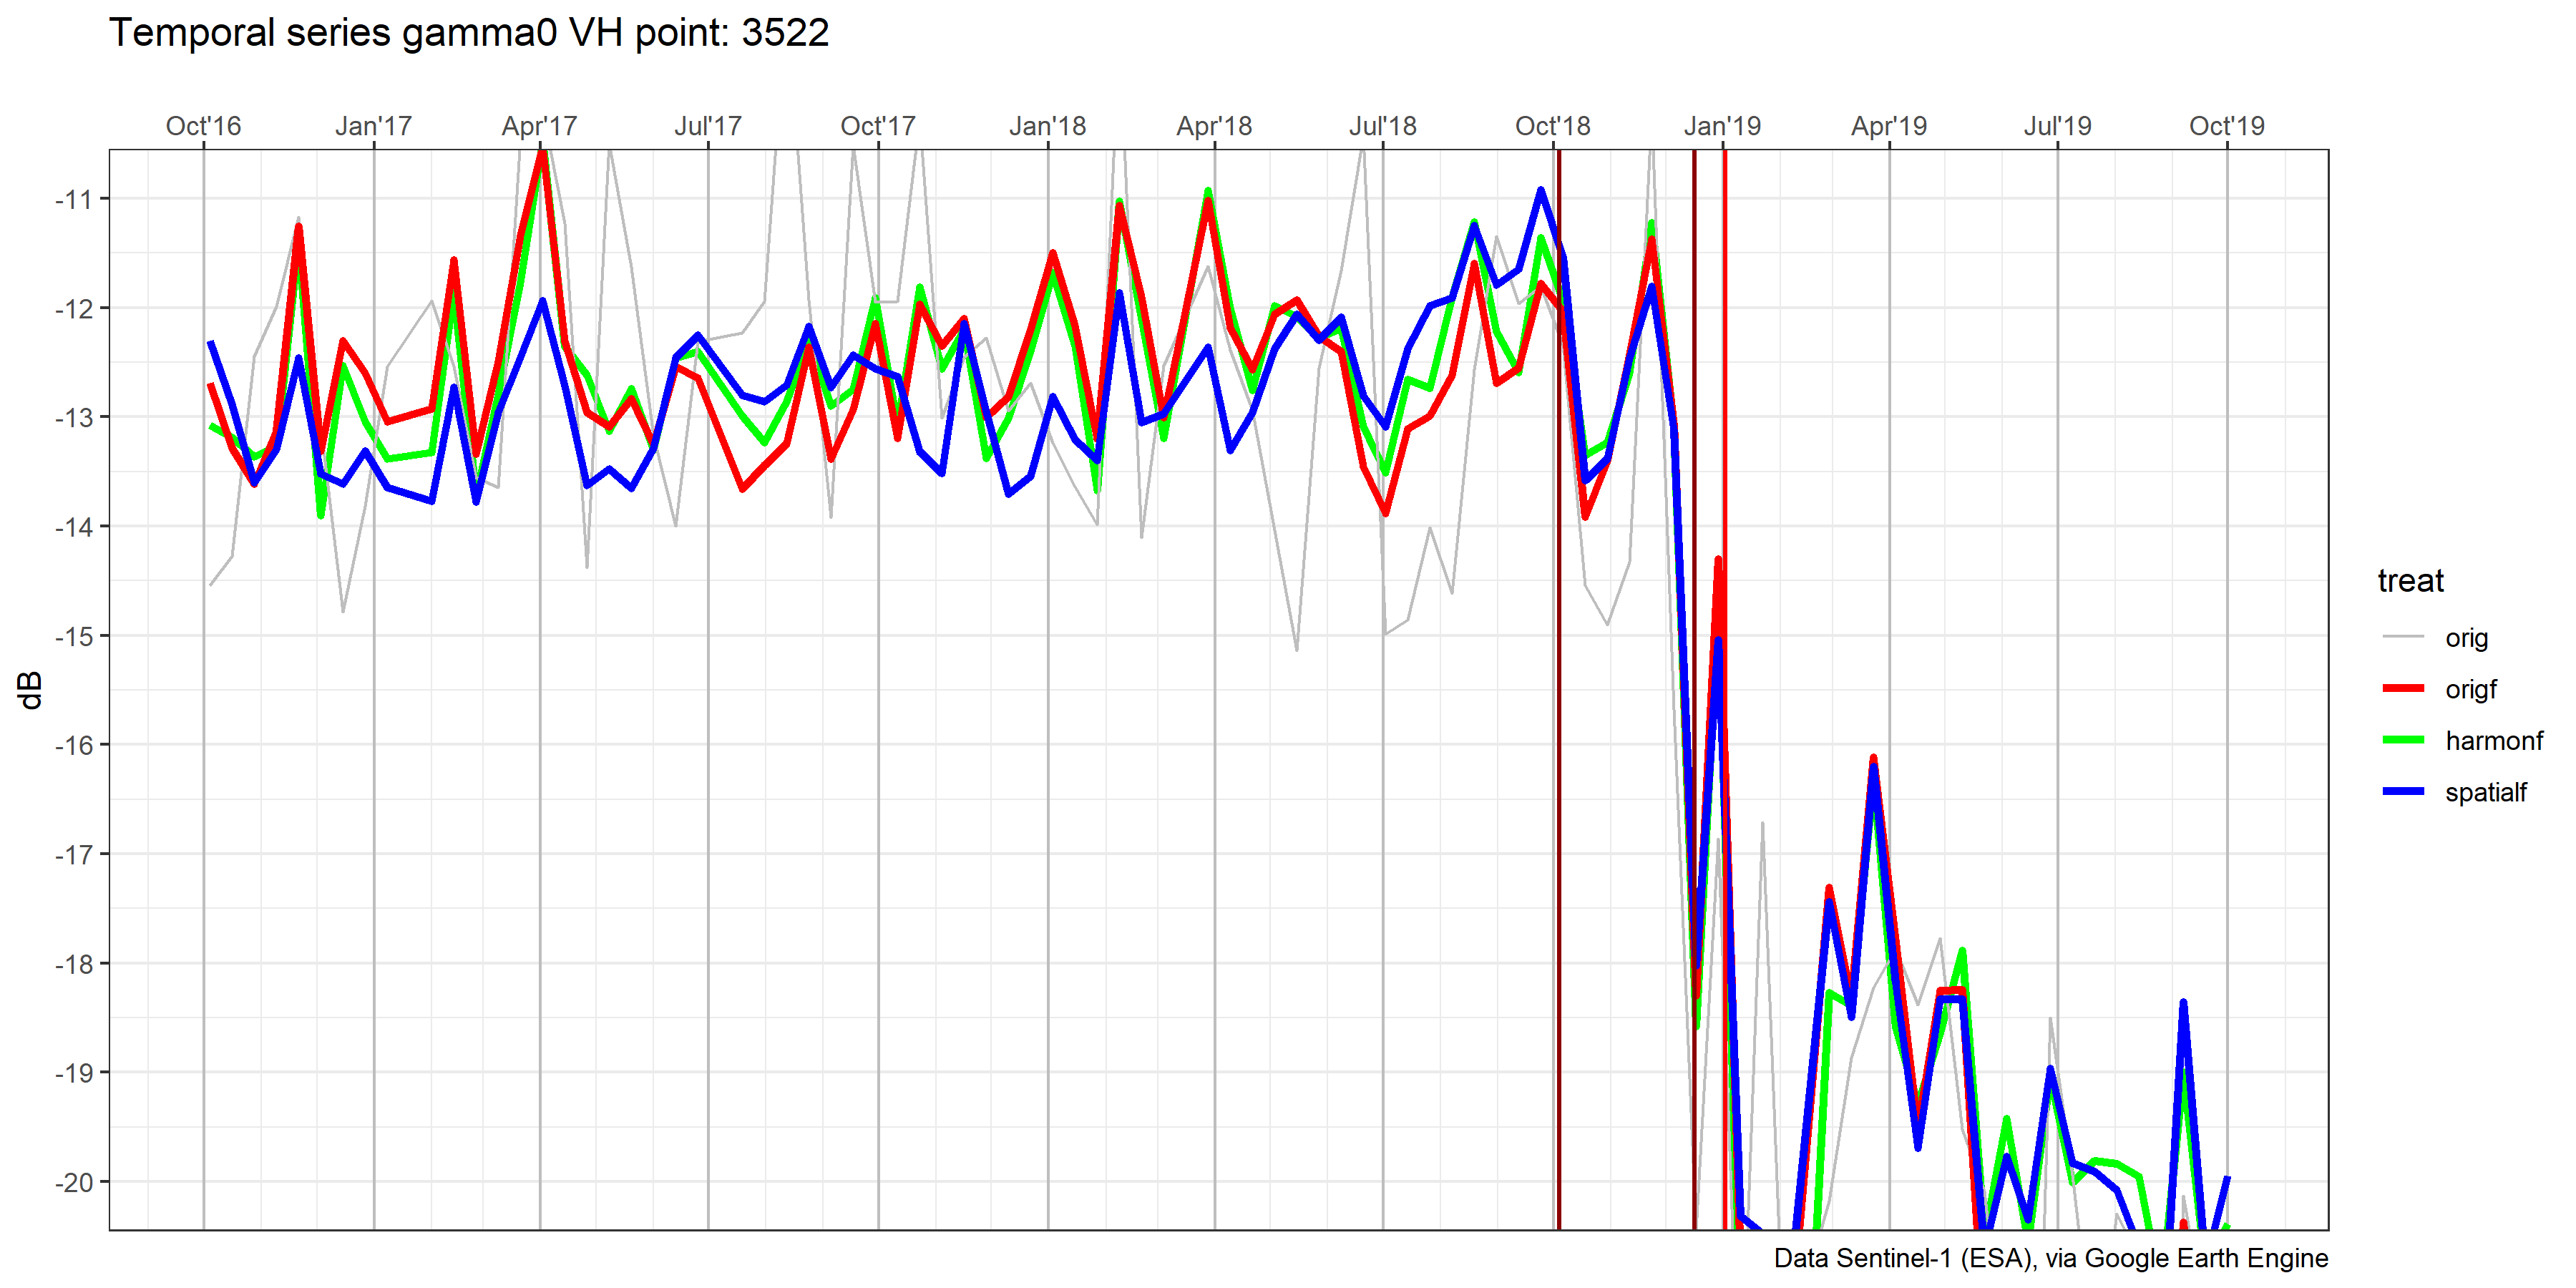 Temporal series gamma0 VH point: 3522
Oct'16 Jan'17 Apr'17 Jul'17 Oct'17 Jan'18 Apr'18 Jul'18 Oct'18 Jan'19 Apr'19 Jul'19 Oct'19
-11
-12
-13
-14
-15
-16
-17
-18
-19
-20
dB
treat
orig
origf
harmonf
spatialf
Data Sentinel-1 (ESA), via Google Earth Engine